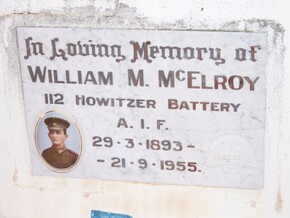 In Loving Memory of
WILLIAM M. McELROY
112 HOWITZER BATTERY
A. I. F.
29 · 3 · 1893 –
– 21 · 9 · 1955.